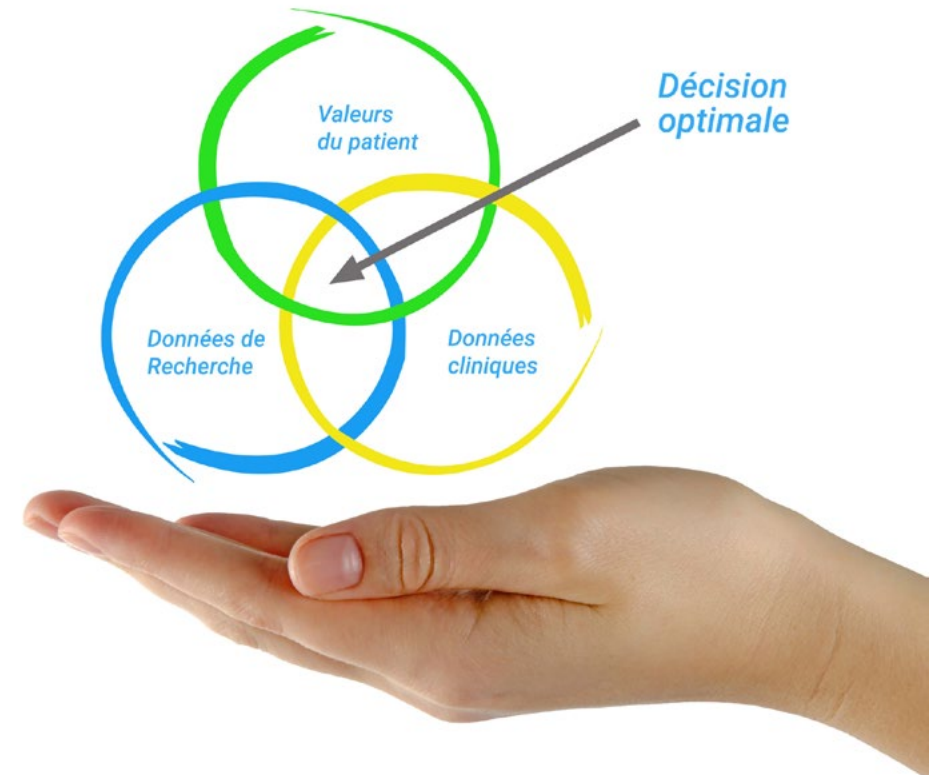 Valeurs
du patient
Décision
optimale
Données de
Recherche
Données
cliniques